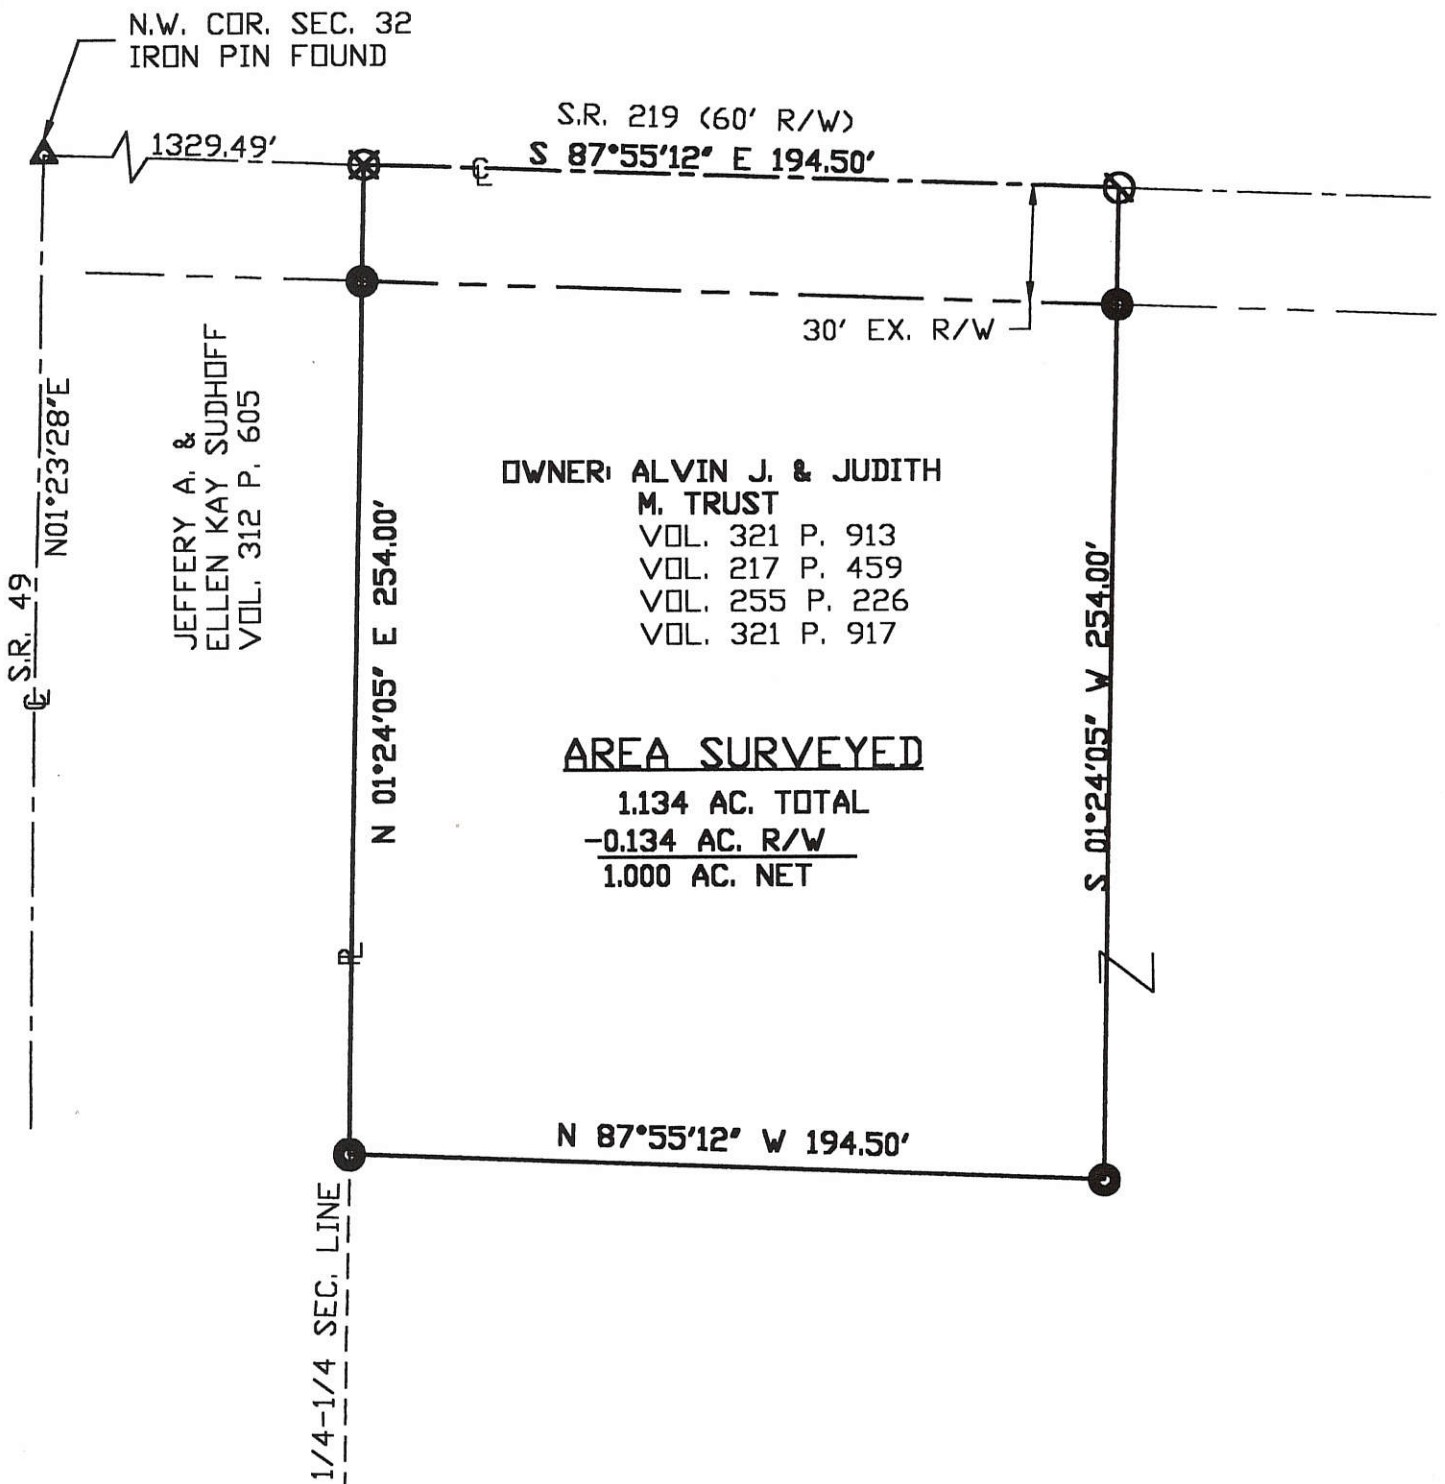 N.W. COR. SEC. 32
IRON PIN FOUND
1329.49'
S.R. 219 (60' R/W)
S 87°55'12" E 194.50'
℄
30' EX. R/W
N01°23'28"E
℄ S.R. 49
JEFFERY A. &
ELLEN KAY SUDHOFF
VOL. 312 P. 605
N 01°24'05" E 254.00'
OWNER: ALVIN J. & JUDITH
M. TRUST
VOL. 321 P. 913
VOL. 217 P. 459
VOL. 255 P. 226
VOL. 321 P. 917
S 01°24'05" W 254.00'
AREA SURVEYED
1.134 AC. TOTAL
-0.134 AC. R/W
1.000 AC. NET
PL
N 87°55'12" W 194.50'
1/4-1/4 SEC. LINE